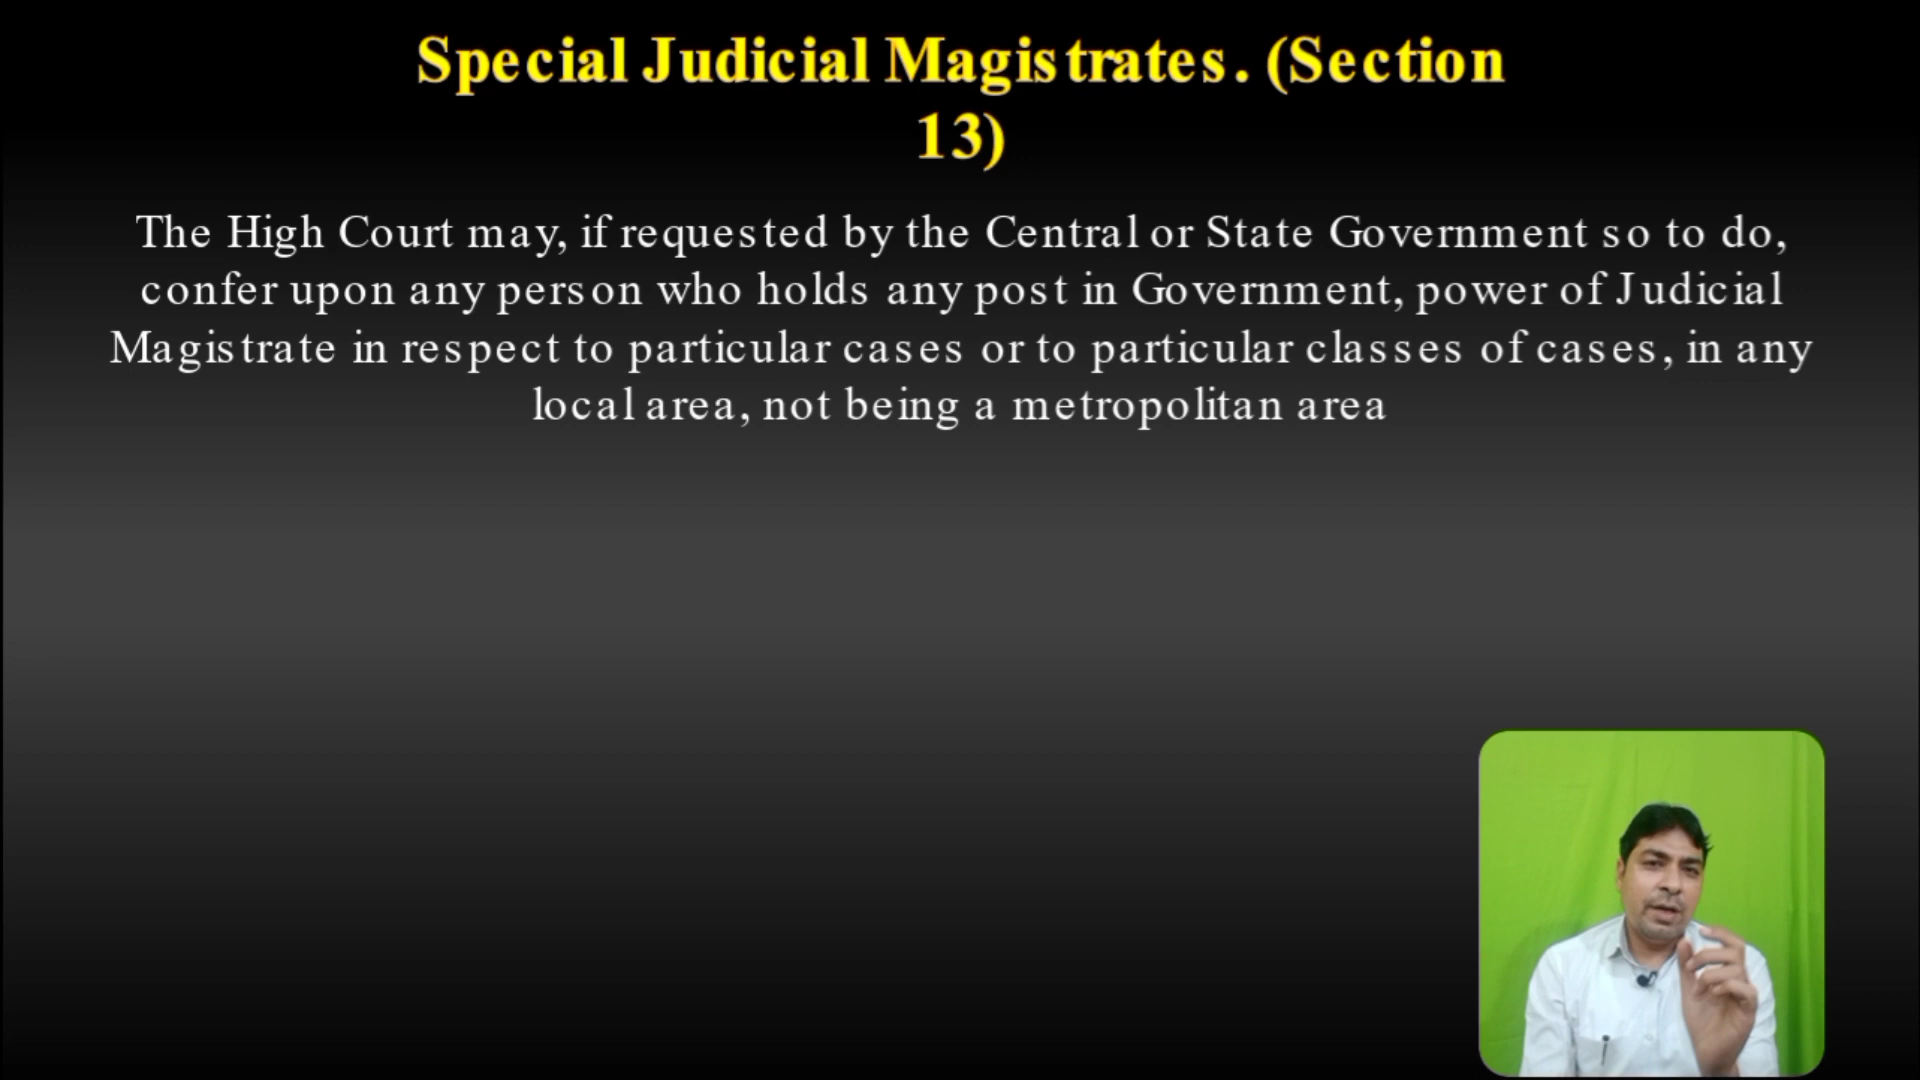 Special Judicial Magistrates. (Section
13)
The High Court may, if requested by the Central or State Government so to do,
confer upon any person who holds any post in Government, power of Judicial
Magistrate in respect to particular cases or to particular classes of cases, in any
local area, not being a metropolitan area